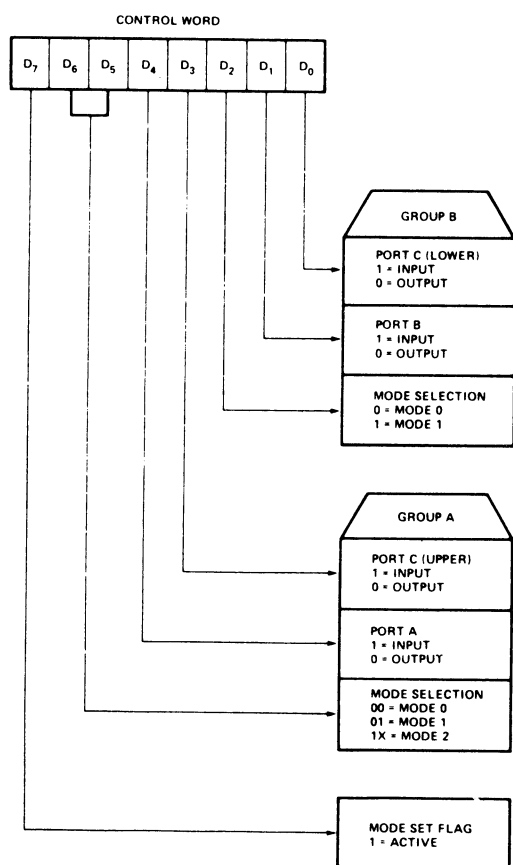 CONTROL WORD
D7 D6 D5 D4 D3 D2 D1 D0
GROUP B
PORT C (LOWER)
1 = INPUT
0 = OUTPUT
PORT B
1 = INPUT
0 = OUTPUT
MODE SELECTION
0 = MODE 0
1 = MODE 1
GROUP A
PORT C (UPPER)
1 = INPUT
0 = OUTPUT
PORT A
1 = INPUT
0 = OUTPUT
MODE SELECTION
00 = MODE 0
01 = MODE 1
1X = MODE 2
MODE SET FLAG
1 = ACTIVE